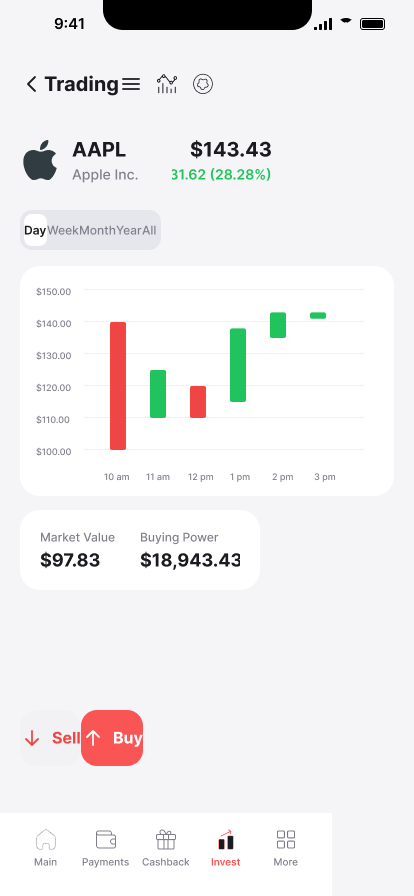 9:41
Trading
AAPL $143.43
Apple Inc. 31.62 (28.28%)
Day Week Month Year All
$150.00
$140.00
$130.00
$120.00
$110.00
$100.00
10 am 11 am 12 pm 1 pm 2 pm 3 pm
Market Value Buying Power
$97.83 $18,943.43
Sell Buy
Main Payments Cashback Invest More